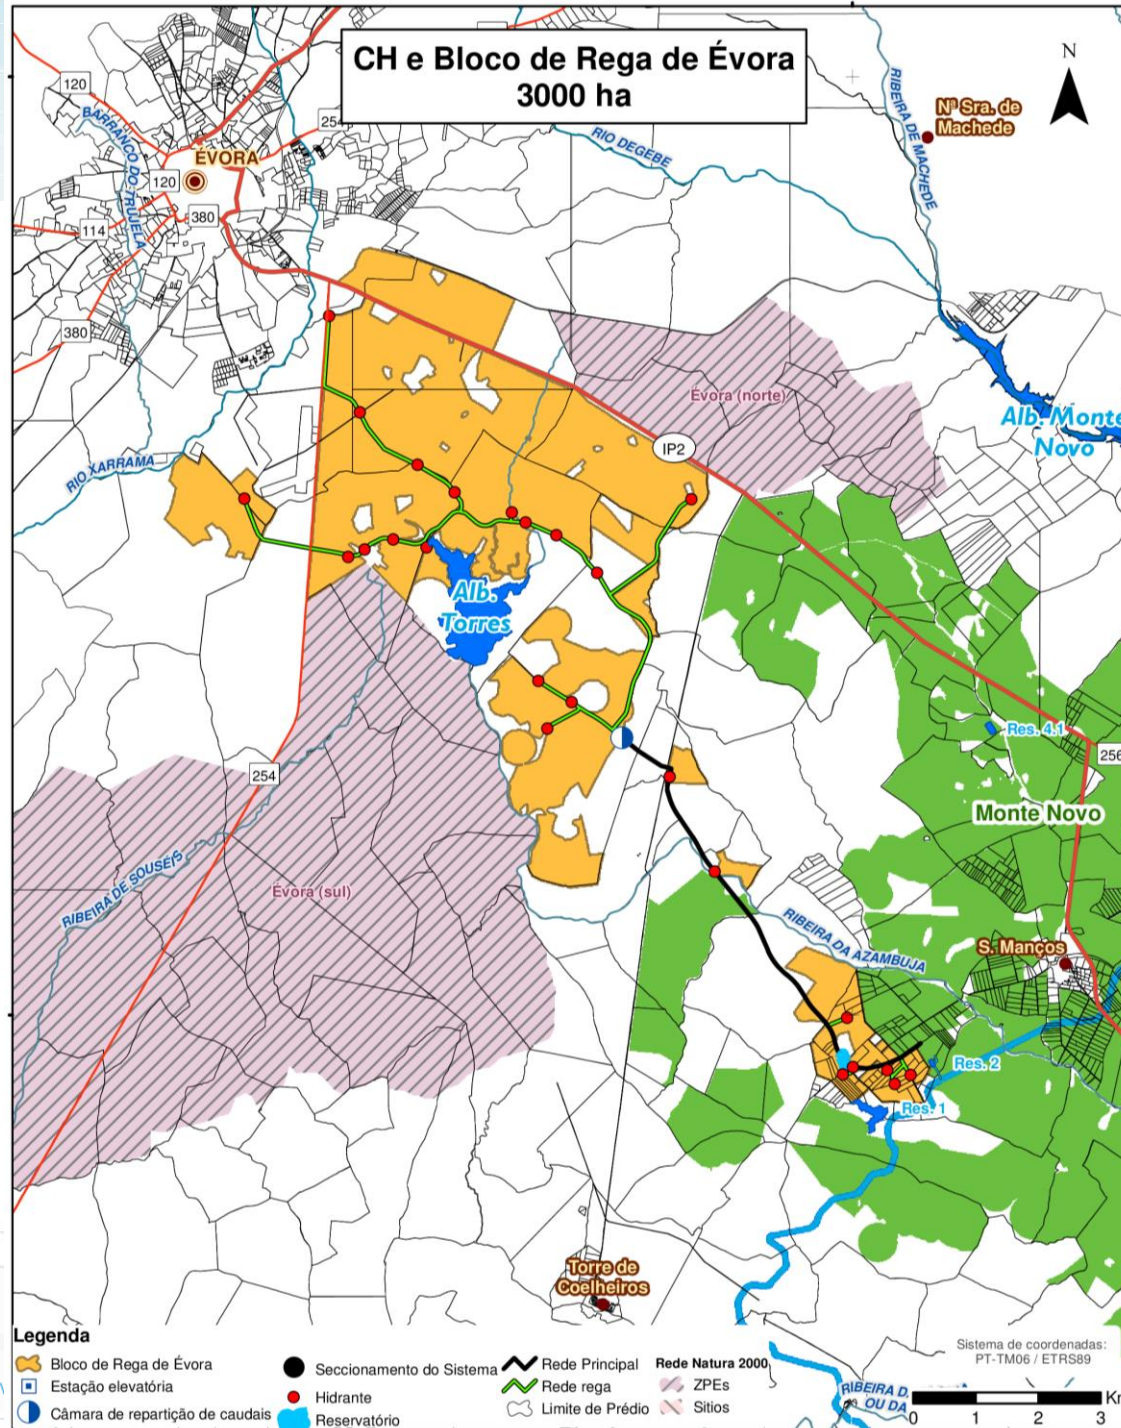 CH e Bloco de Rega de Évora
3000 ha
N
120
BARRANCO DO TRUJELA
ÉVORA
120
380
114
380
254
RIO DEGEBE
RIBEIRA DE MACHEDE
Nª Sra. de
Machede
Évora (norte)
Alb. Monte
Novo
IP2
RIO XARRAMA
Alb.
Torres
Res. 4.1
256
Monte Novo
254
RIBEIRA DE SOUSEIS
Évora (sul)
RIBEIRA DA AZAMBUJA
S. Manços
Res. 2
Res. 1
Torre de
Coelheiros
Legenda
Bloco de Rega de Évora
Estação elevatória
Câmara de repartição de caudais
Seccionamento do Sistema
Hidrante
Reservatório
Rede Principal
Rede rega
Limite de Prédio
Rede Natura 2000
ZPEs
Sitios
Sistema de coordenadas:
PT-TM06 / ETRS89
RIBEIRA D.
OU DA
0 1 2 3